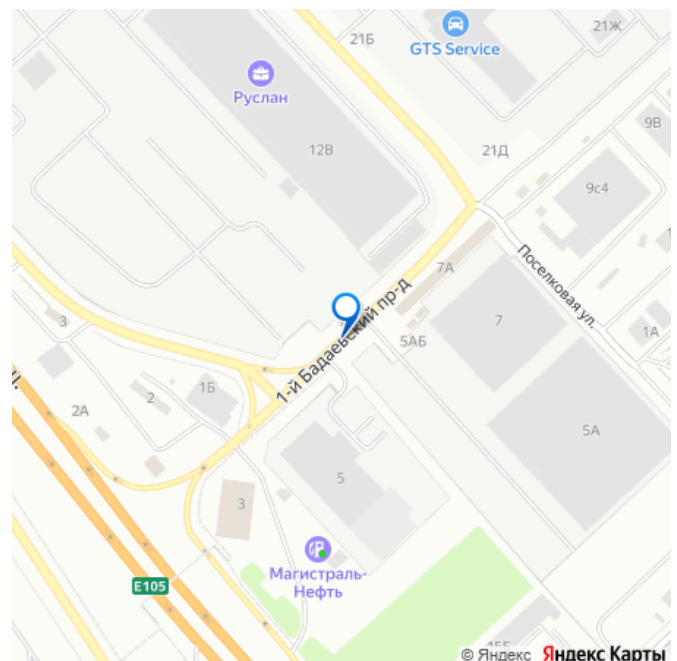 21Б
GTS Service
21Ж
Руслан
12В
21Д
9В
9с4
Поселковая ул.
7А
7
1-й Бадаевский пр-д
5АБ
1А
3
1Б
2
2А
5А
5
3
Магистраль-
Нефть
E105
© Яндекс Яндекс Карты